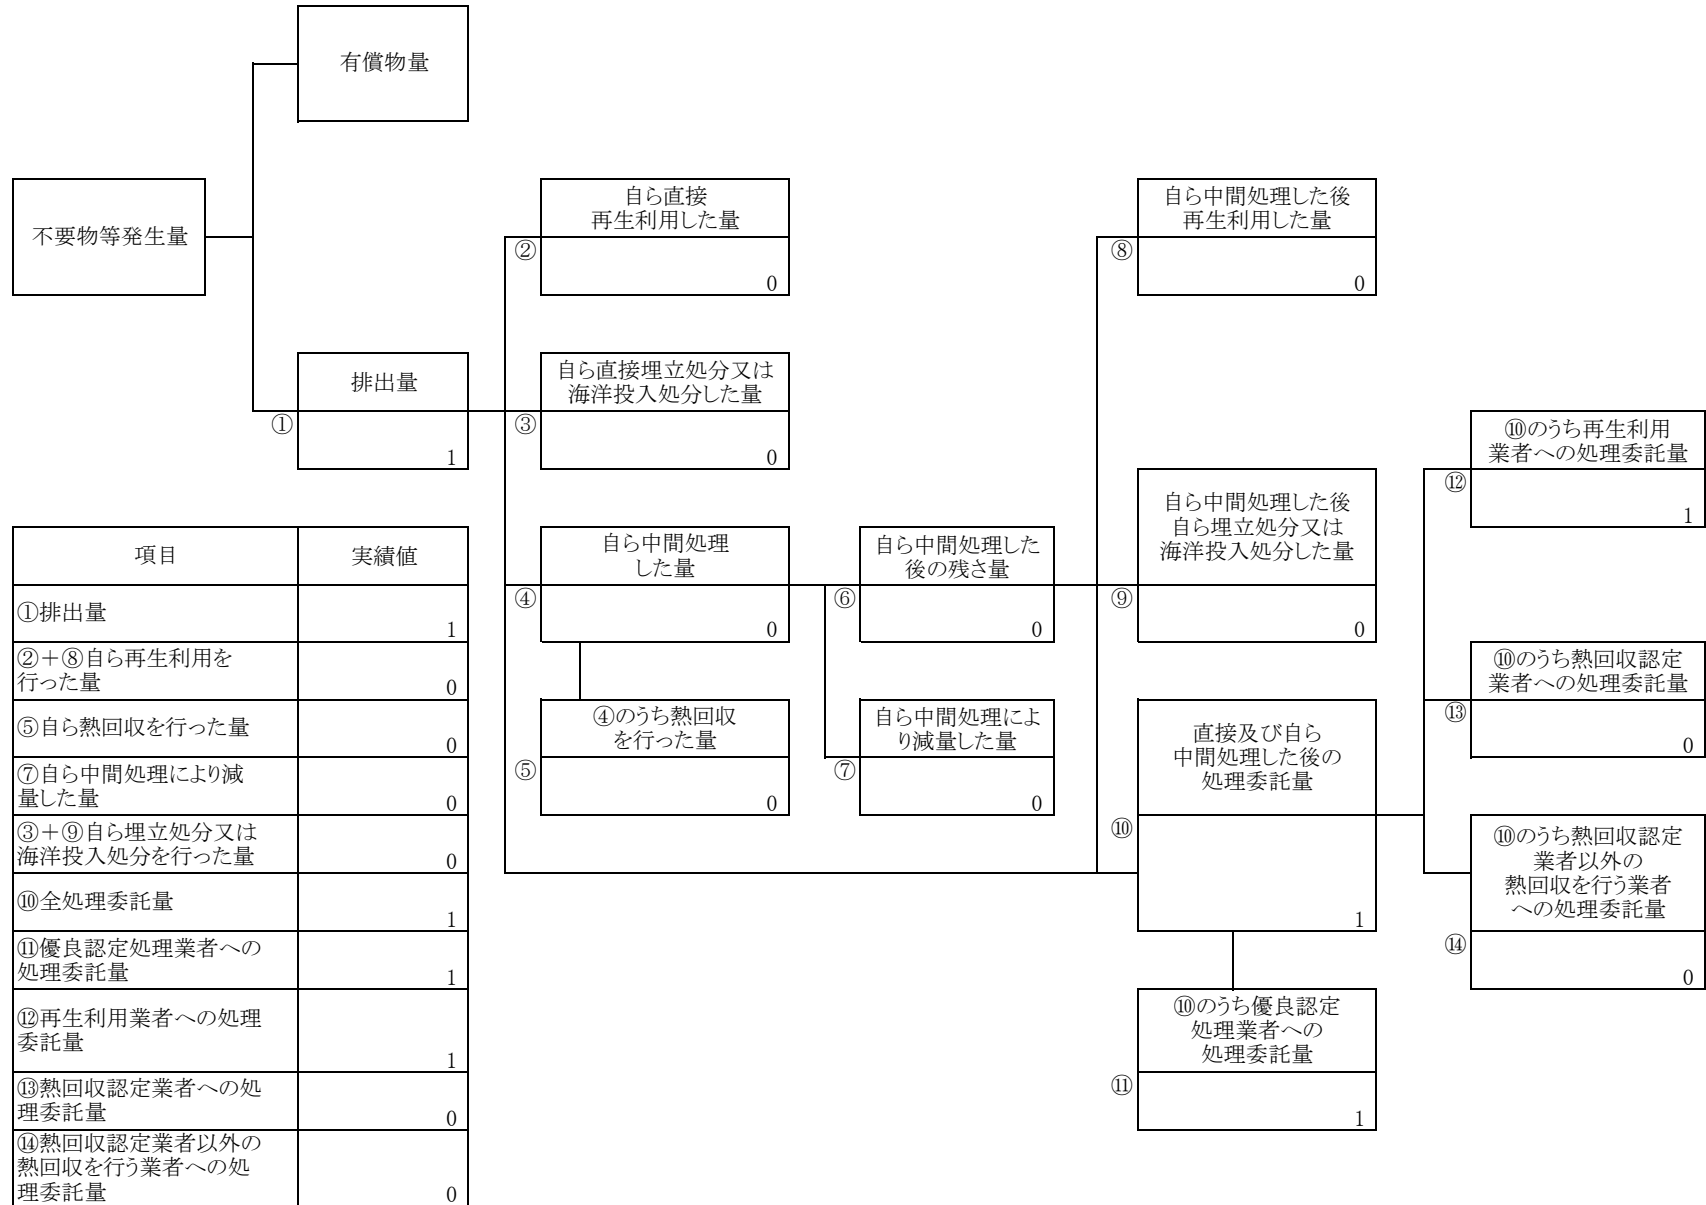 有償物量
不要物等発生量
自ら直接
再生利用した量
②
0
自ら中間処理した後
再生利用した量
⑧
0
排出量
①
1
自ら直接埋立処分又は
海洋投入処分した量
③
0
⑩のうち再生利用
業者への処理委託量
⑫
1
自ら中間処理
した量
④
0
自ら中間処理した
後の残さ量
⑥
0
自ら中間処理した後
自ら埋立処分又は
海洋投入処分した量
⑨
0
⑩のうち熱回収認定
業者への処理委託量
⑬
0
④のうち熱回収
を行った量
⑤
0
自ら中間処理によ
り減量した量
⑦
0
直接及び自ら
中間処理した後の
処理委託量
⑩
1
⑩のうち熱回収認定
業者以外の
熱回収を行う業者
への処理委託量
⑭
0
⑩のうち優良認定
処理業者への
処理委託量
⑪
1
項目 実績値
①排出量
1
②＋⑧自ら再生利用を
行った量
0
⑤自ら熱回収を行った量
0
⑦自ら中間処理により減
量した量
0
③＋⑨自ら埋立処分又は
海洋投入処分を行った量
0
⑩全処理委託量
1
⑪優良認定処理業者への
処理委託量
1
⑫再生利用業者への処理
委託量
1
⑬熱回収認定業者への処
理委託量
0
⑭熱回収認定業者以外の
熱回収を行う業者への処
理委託量
0